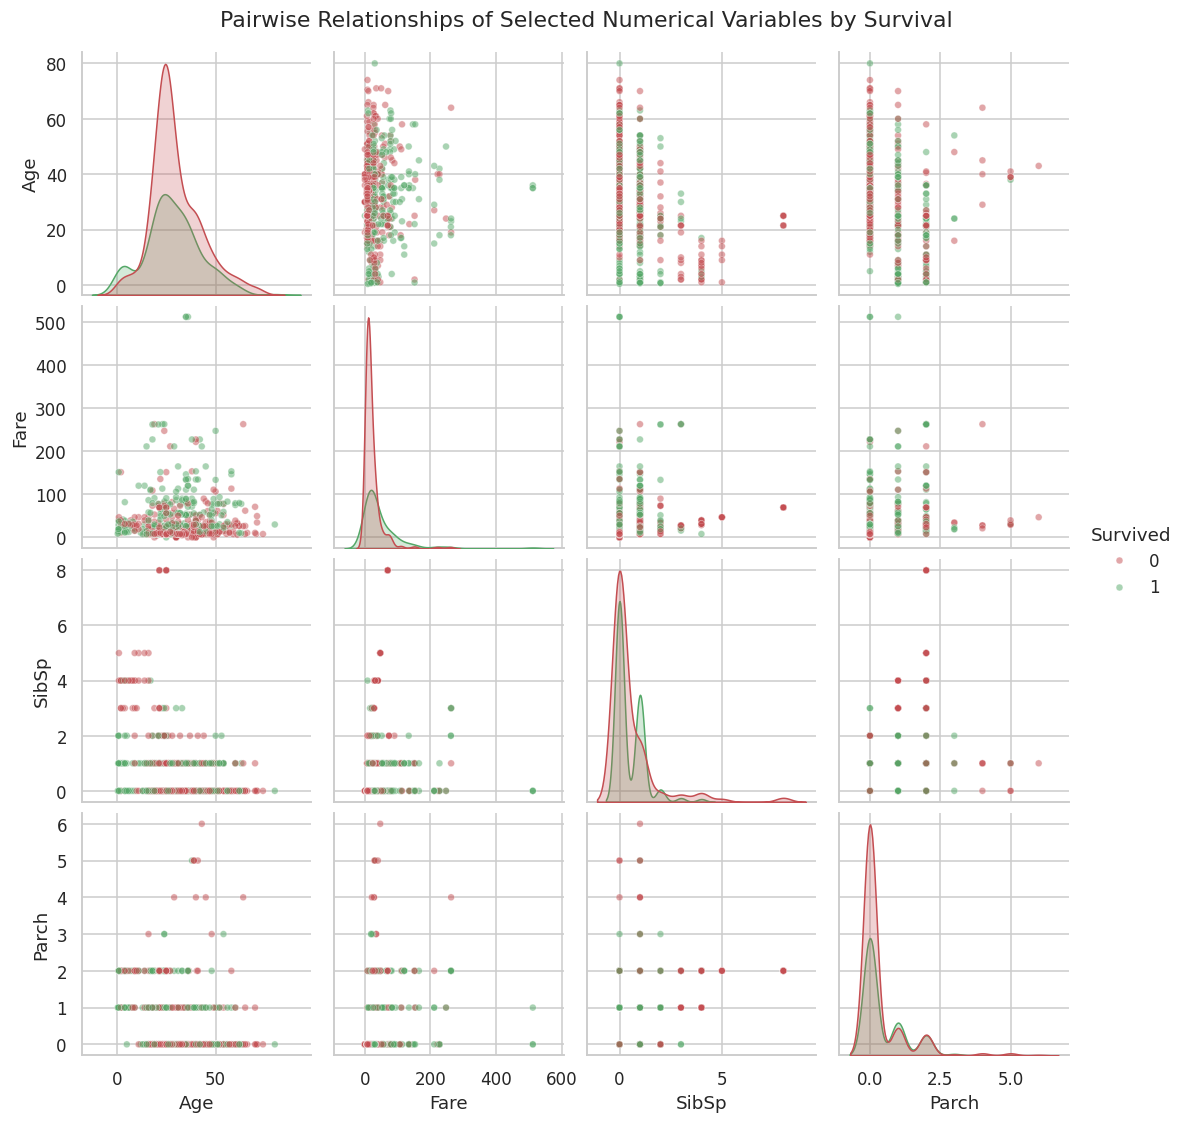 Pairwise Relationships of Selected Numerical Variables by Survival
80
60
40
20
0
Age
500
400
300
200
100
0
Fare
8
6
4
2
0
SibSp
6
5
4
3
2
1
0
Parch
0 50
Age
0 200 400 600
Fare
0 5
SibSp
0.0 2.5 5.0
Parch
Survived
0
1